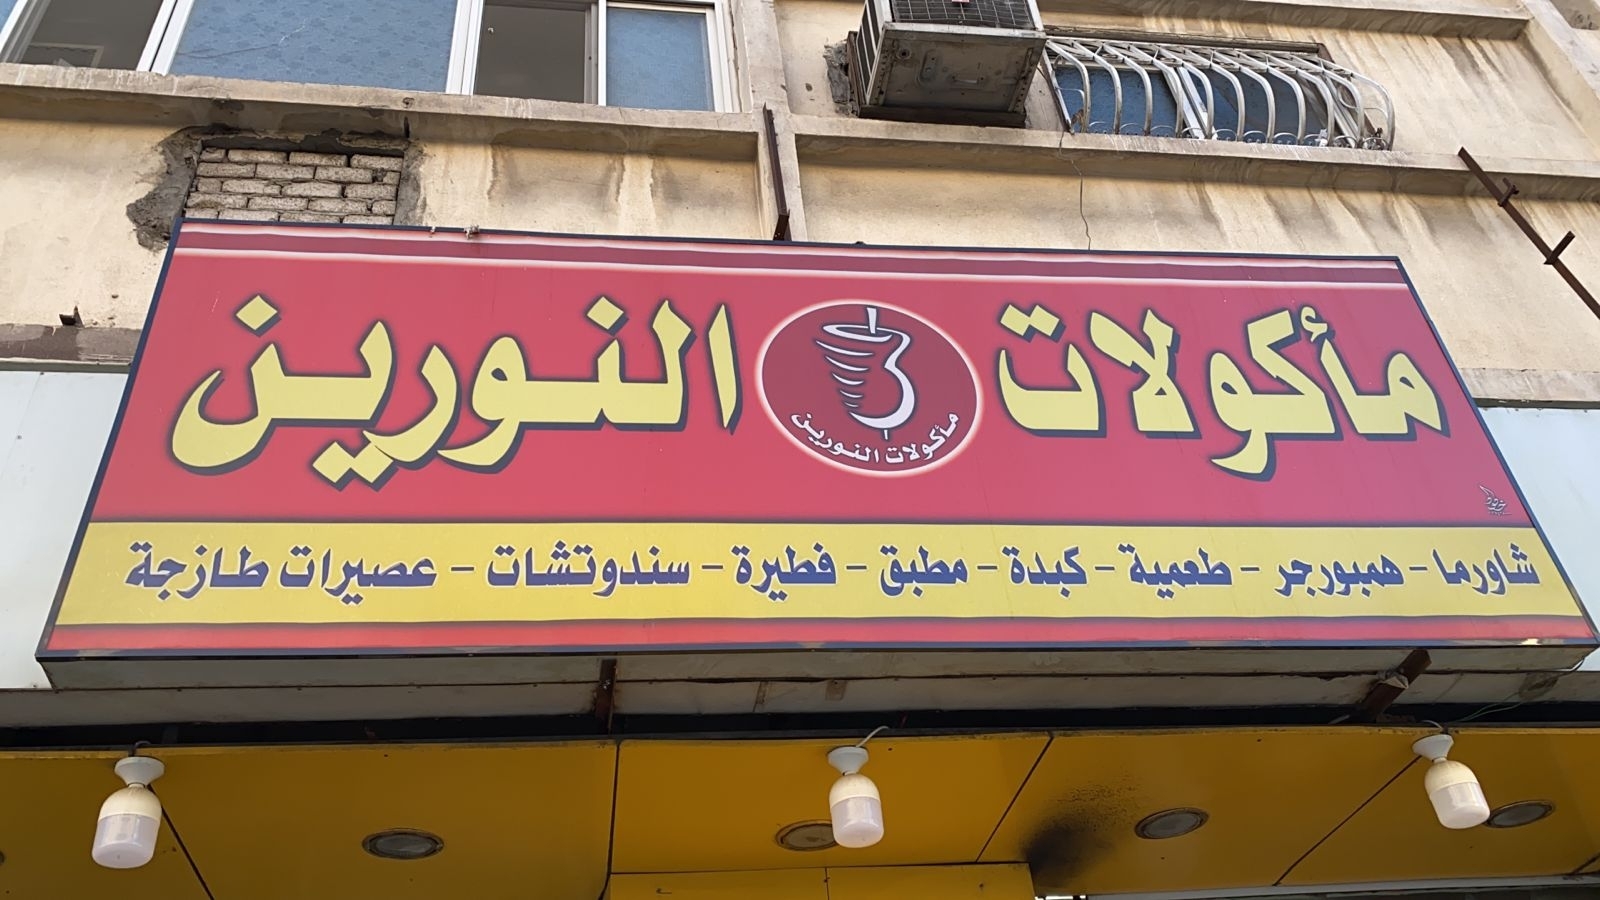 مأكولات النورين
مأكولات النورين
شاورما - همبورجر - طعمية - كبدة - مطبق - فطيرة - سندوتشات - عصيرات طازجة